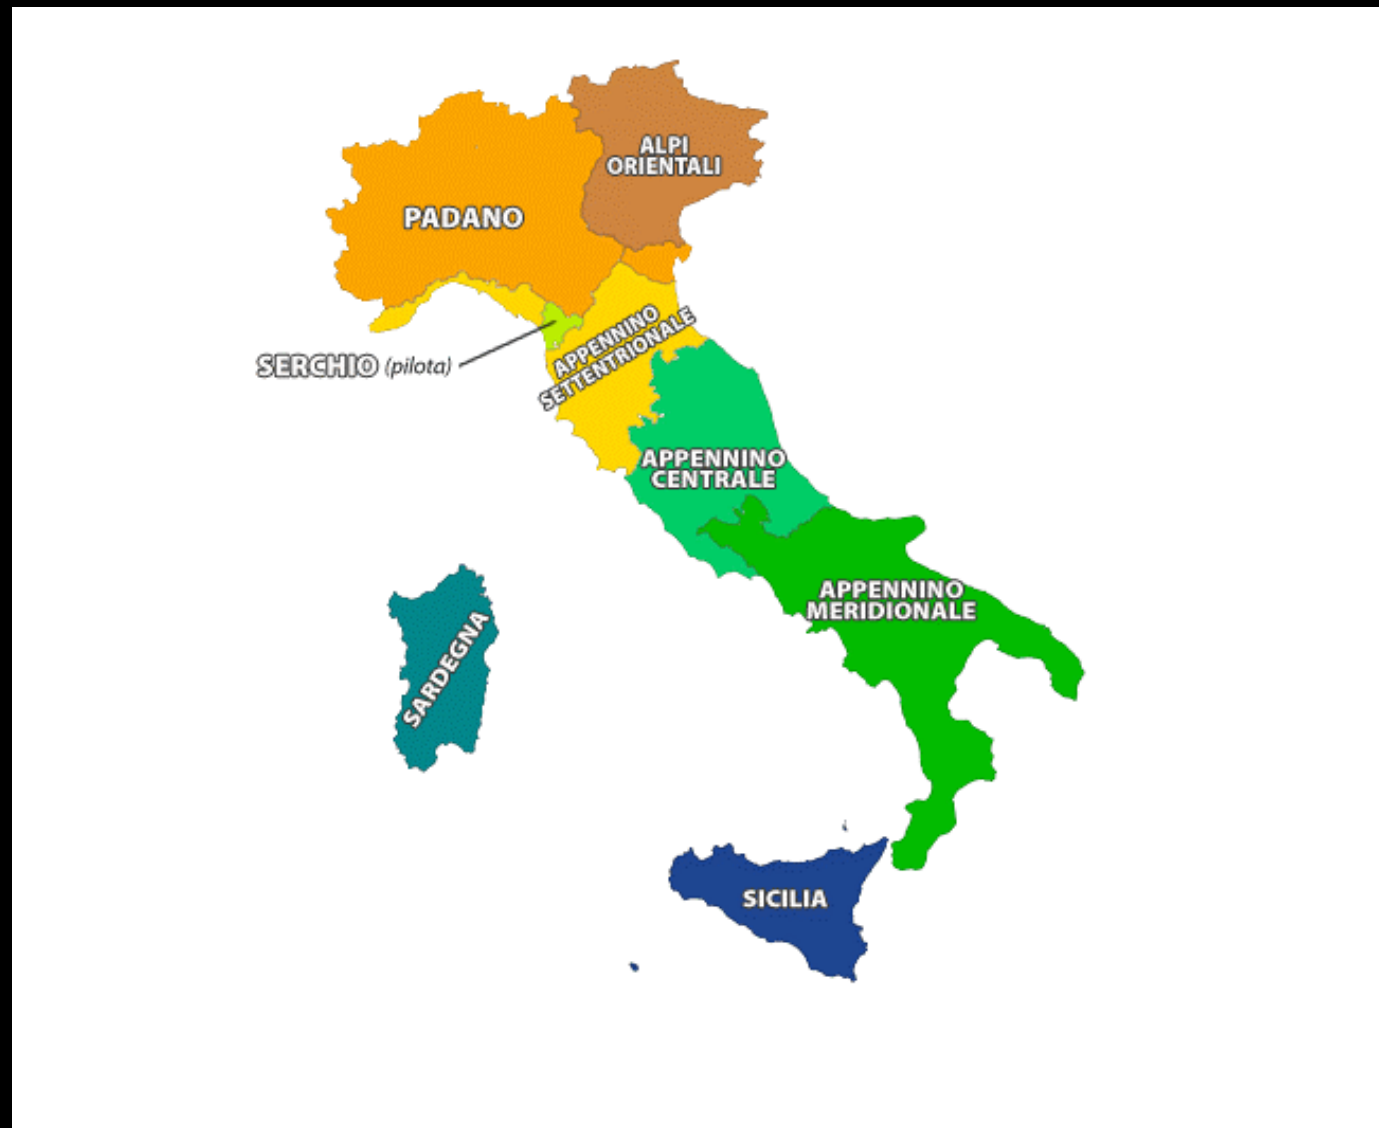 ALPI
ORIENTALI
PADANO
APPENNINO
SETTENTRIONALE
SERCHIO (pilota)
APPENNINO
CENTRALE
APPENNINO
MERIDIONALE
SARDEGNA
SICILIA